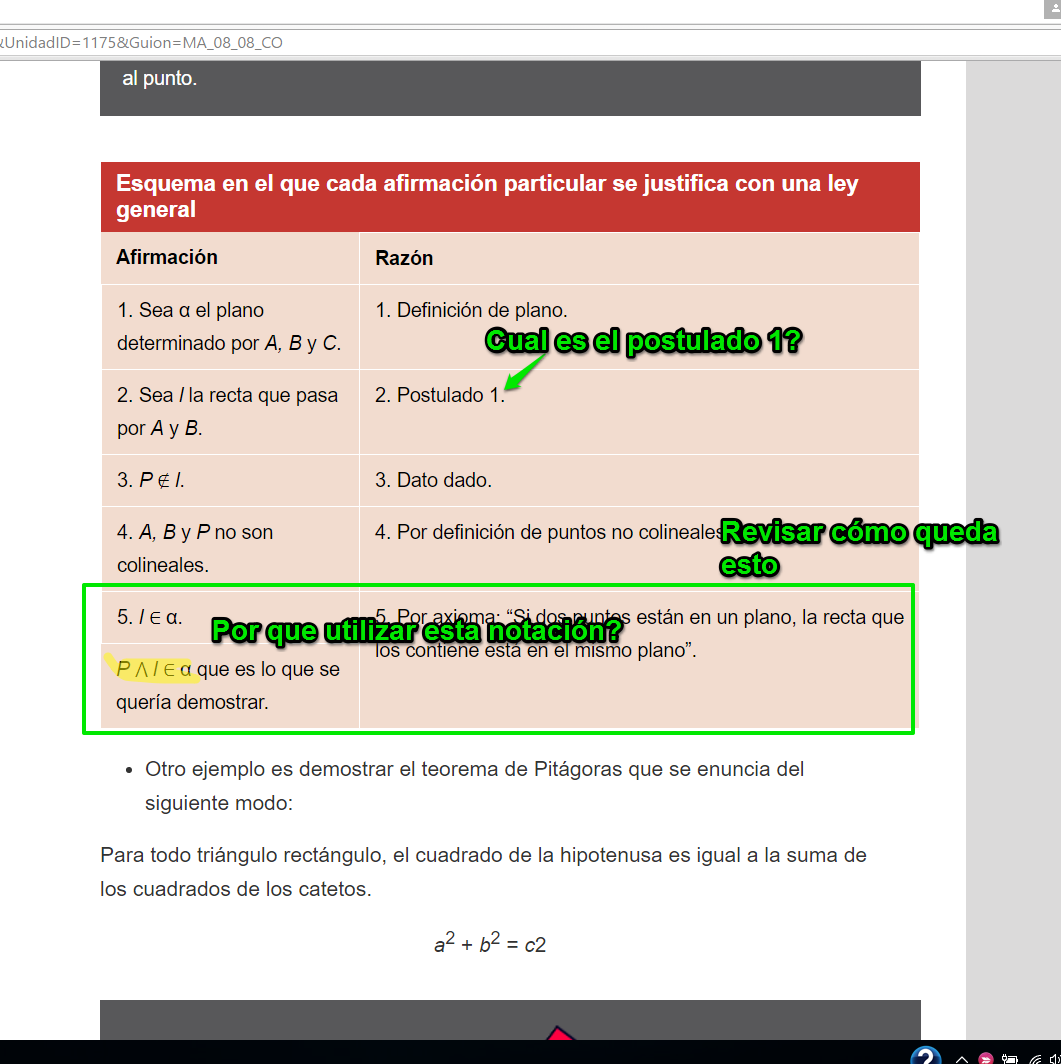 &UnidadID=1175&Guion=MA_08_08_CO
al punto.
Esquema en el que cada afirmación particular se justifica con una ley
general
Afirmación
Razón
1. Sea α el plano
determinado por A, B y C.
1. Definición de plano.
Cual es el postulado 1?
2. Sea l la recta que pasa
por A y B.
2. Postulado 1.
3. P ∉ l.
3. Dato dado.
4. A, B y P no son
colineales.
4. Por definición de puntos no colineales
Revisar cómo queda
esto
5. l ∈ α.
5. Por axioma: “Si dos puntos están en un plano, la recta que
los contiene está en el mismo plano”.
Por que utilizar esta notación?
P ∧ l ∈ α que es lo que se
quería demostrar.
• Otro ejemplo es demostrar el teorema de Pitágoras que se enuncia del
siguiente modo:
Para todo triángulo rectángulo, el cuadrado de la hipotenusa es igual a la suma de
los cuadrados de los catetos.
a² + b² = c2
?